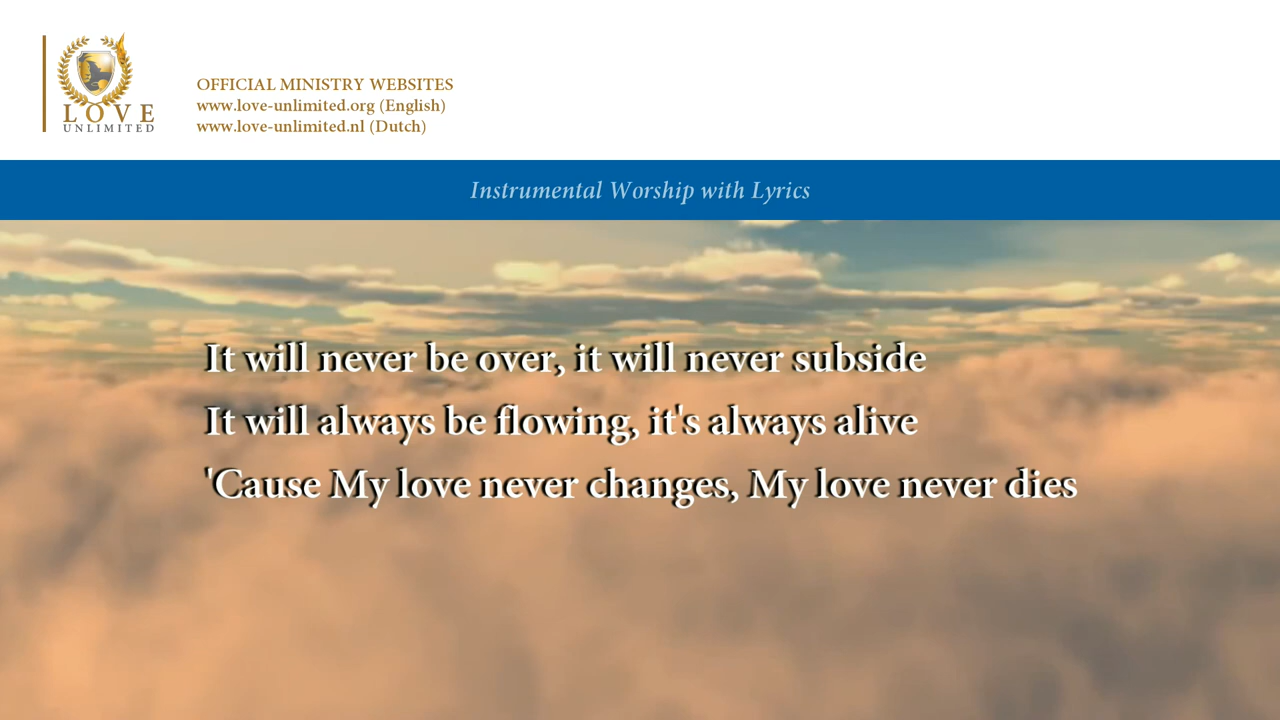 LOVE
UNLIMITED
OFFICIAL MINISTRY WEBSITES
www.love-unlimited.org (English)
www.love-unlimited.nl (Dutch)
Instrumental Worship with Lyrics
It will never be over, it will never subside
It will always be flowing, it's always alive
'Cause My love never changes, My love never dies